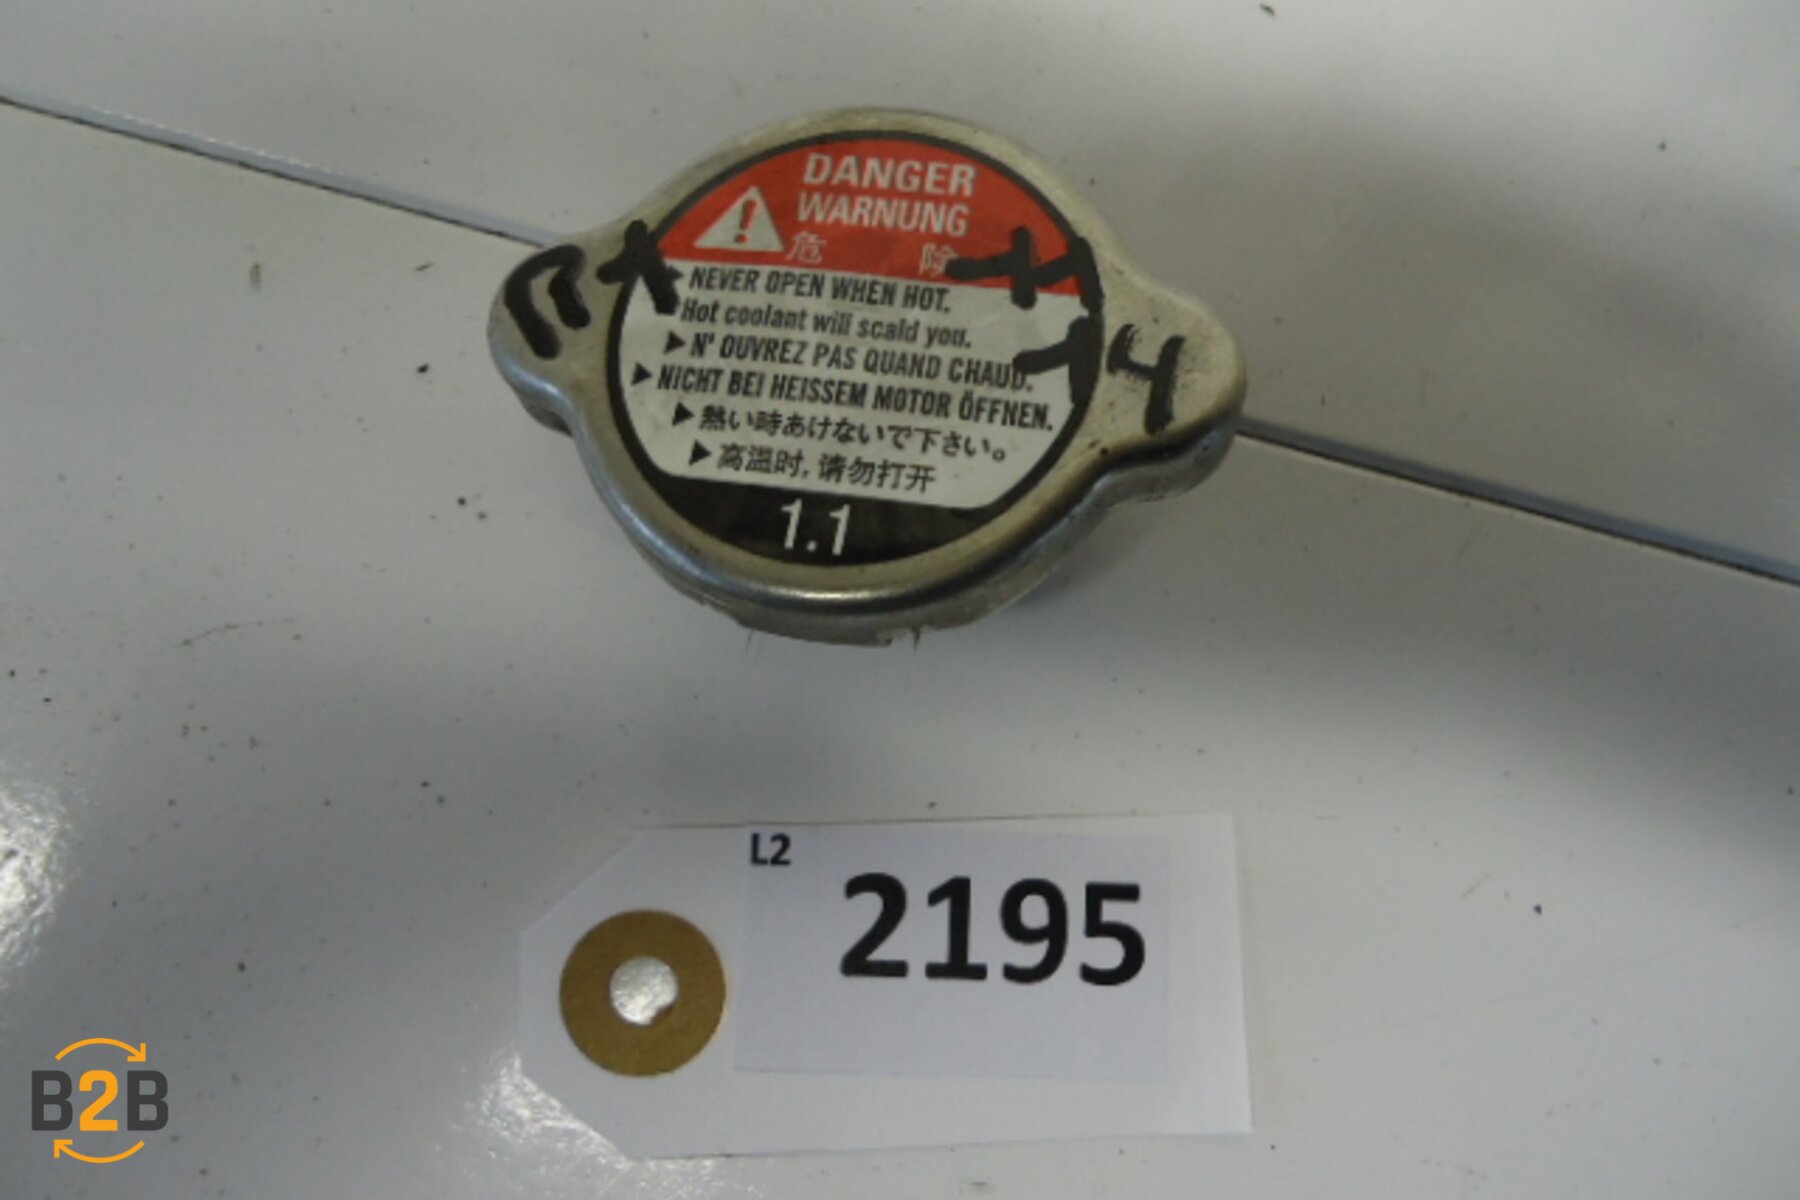 DANGER
WARNUNG
危 険
▶ NEVER OPEN WHEN HOT.
Hot coolant will scald you.
▶ N' OUVREZ PAS QUAND CHAUD.
▶ NICHT BEI HEISSEM MOTOR ÖFFNEN.
▶ 熱い時あけないで下さい。
▶ 高温时, 请勿打开
1.1
L2
2195
B2B